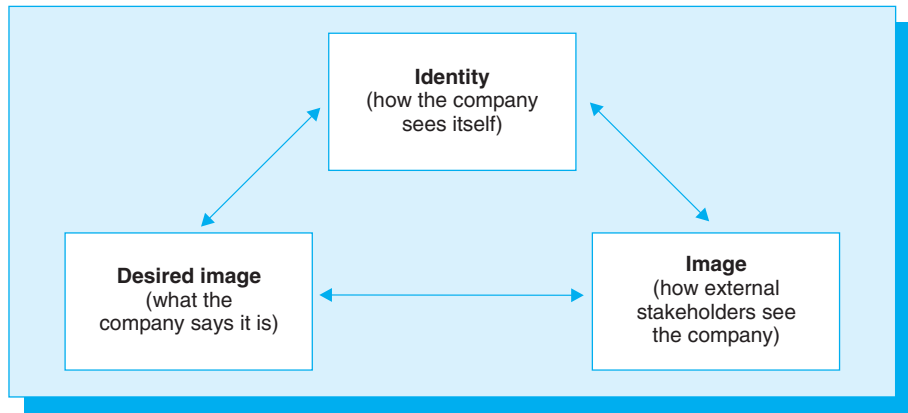 Identity
(how the company
sees itself)
Desired image
(what the
company says it is)
Image
(how external
stakeholders see
the company)